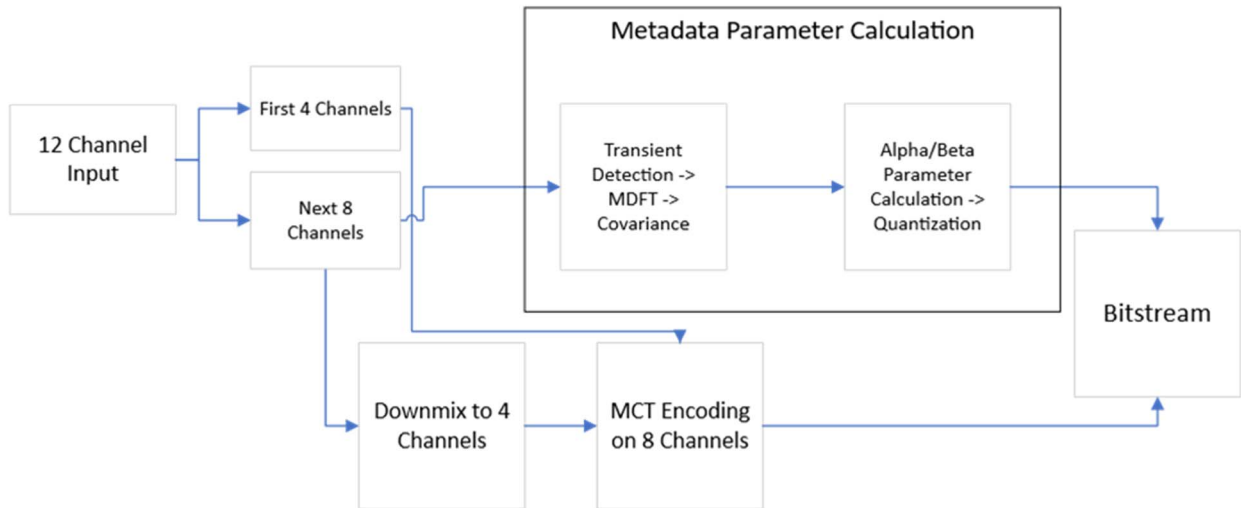 Metadata Parameter Calculation
12 Channel
Input
First 4 Channels
Next 8
Channels
Transient
Detection ->
MDFT ->
Covariance
Alpha/Beta
Parameter
Calculation ->
Quantization
Bitstream
Downmix to 4
Channels
MCT Encoding
on 8 Channels